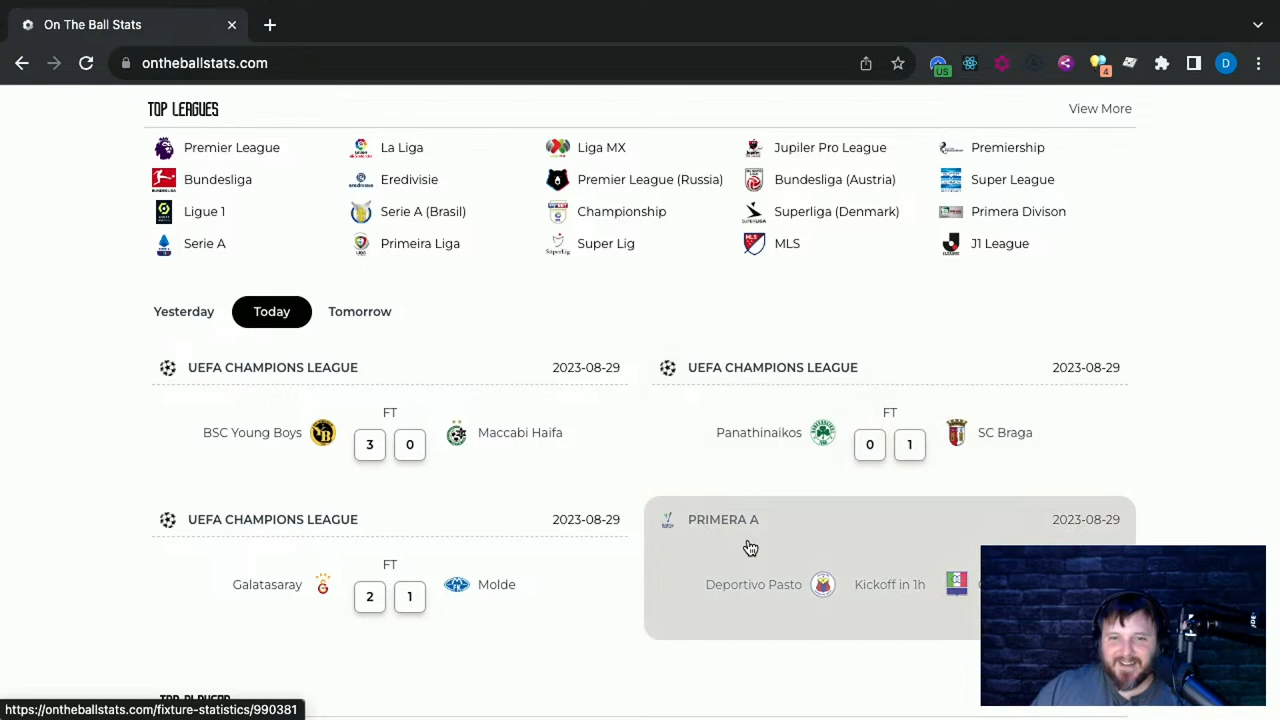 On The Ball Stats
ontheballstats.com
US
4
D
TOP LEAGUES
View More
Premier League
La Liga
Liga MX
Jupiler Pro League
Premiership
Bundesliga
Eredivisie
Premier League (Russia)
Bundesliga (Austria)
Super League
Ligue 1
Serie A (Brasil)
Championship
Superliga (Denmark)
Primera Divison
Serie A
Primeira Liga
Super Lig
MLS
J1 League
Yesterday
Today
Tomorrow
UEFA CHAMPIONS LEAGUE
2023-08-29
FT
BSC Young Boys
3
0
Maccabi Haifa
UEFA CHAMPIONS LEAGUE
2023-08-29
FT
Panathinaikos
0
1
SC Braga
UEFA CHAMPIONS LEAGUE
2023-08-29
FT
Galatasaray
2
1
Molde
PRIMERA A
2023-08-29
Deportivo Pasto
Kickoff in 1h
https://ontheballstats.com/fixture-statistics/990381